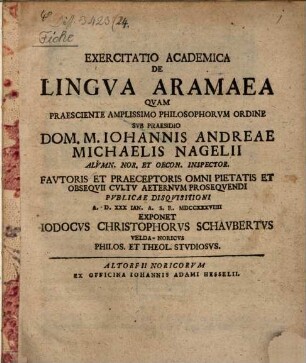 EXERCITATIO ACADEMICA
DE
LINGVA ARAMAEA
QVAM
PRAESCIENTE AMPLISSIMO PHILOSOPHORVM ORDINE
SVB PRAESIDIO
DOM. M. IOHANNIS ANDREAE
MICHAELIS NAGELII
ALVMN. NOR. ET OECON. INSPECTOR.
FAVTORIS ET PRAECEPTORIS OMNI PIETATIS ET
OBSEQVII CVLTV AETERNVM PROSEQVENDI
PVBLICAE DISQVISITIONI
A. D. XXX IAN. A. S. R. MDCCXXXVIIII
EXPONET
IODOCVS CHRISTOPHORVS SCHAVBERTVS
VELDA-NORICVS
PHILOS. ET THEOL. STVDIOSVS.
ALTORFII NORICORVM
EX OFFICINA IOHANNIS ADAMI HESSELII.